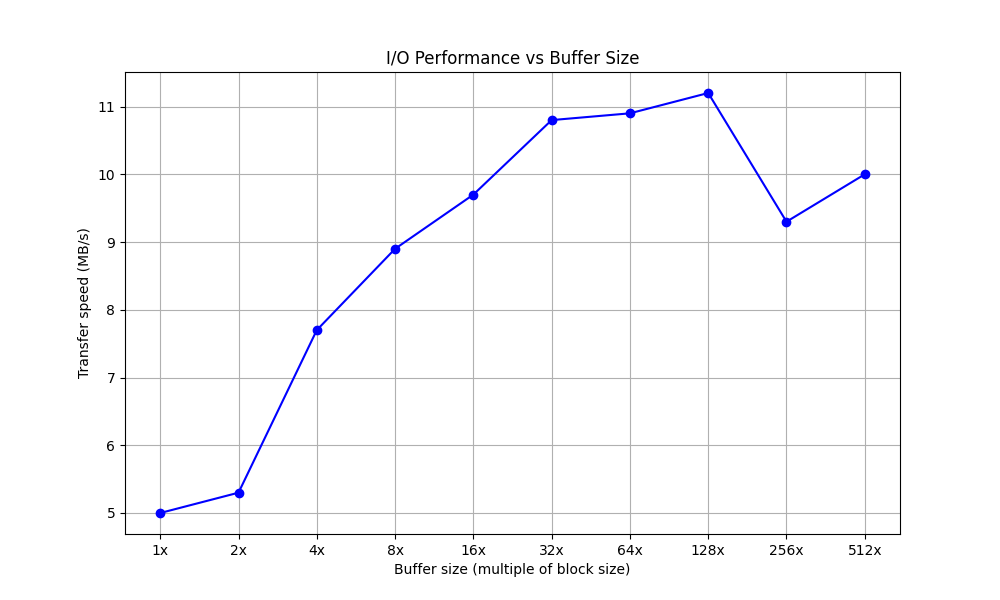 I/O Performance vs Buffer Size
Transfer speed (MB/s)
11
10
9
8
7
6
5
1x 2x 4x 8x 16x 32x 64x 128x 256x 512x
Buffer size (multiple of block size)